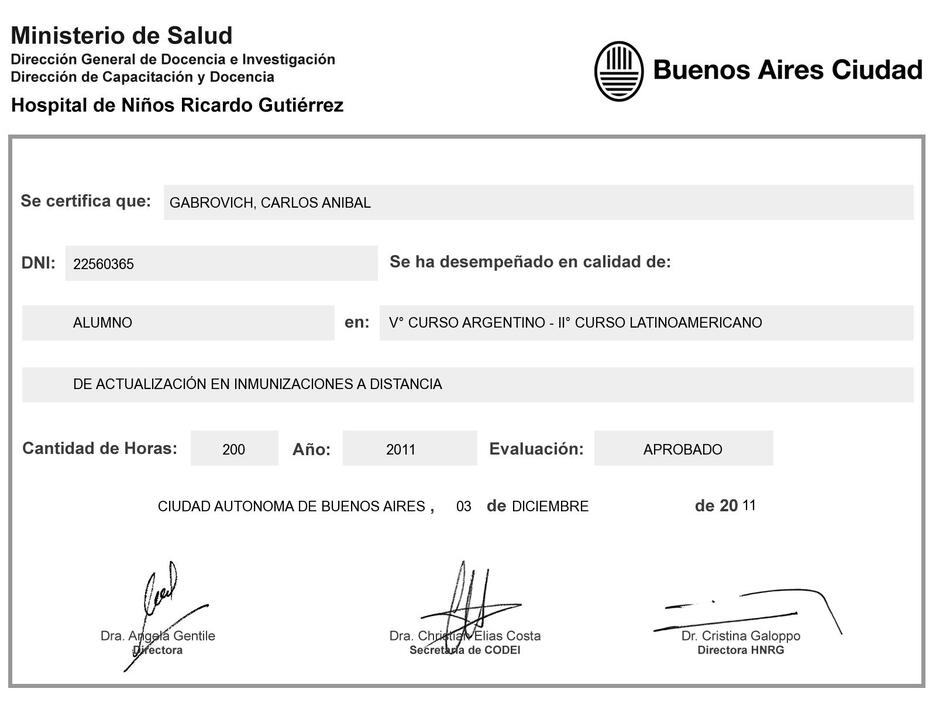 Ministerio de Salud
Dirección General de Docencia e Investigación
Dirección de Capacitación y Docencia
Hospital de Niños Ricardo Gutiérrez
Buenos Aires Ciudad
Se certifica que: GABROVICH, CARLOS ANIBAL
DNI: 22560365 Se ha desempeñado en calidad de:
ALUMNO en: V° CURSO ARGENTINO - II° CURSO LATINOAMERICANO
DE ACTUALIZACIÓN EN INMUNIZACIONES A DISTANCIA
Cantidad de Horas: 200 Año: 2011 Evaluación: APROBADO
CIUDAD AUTONOMA DE BUENOS AIRES , 03 de DICIEMBRE de 20 11
Dra. Angela Gentile Dra. Christian Elias Costa Dr. Cristina Galoppo
Directora Secretaria de CODEI Directora HNRG